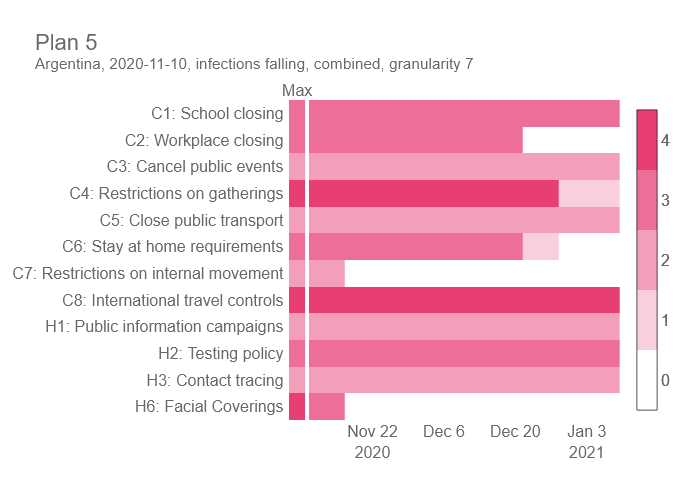 Plan 5
Argentina, 2020-11-10, infections falling, combined, granularity 7
Max
C1: School closing
C2: Workplace closing
C3: Cancel public events
C4: Restrictions on gatherings
C5: Close public transport
C6: Stay at home requirements
C7: Restrictions on internal movement
C8: International travel controls
H1: Public information campaigns
H2: Testing policy
H3: Contact tracing
H6: Facial Coverings
4
3
2
1
0
Nov 22 Dec 6 Dec 20 Jan 3
2020 2021